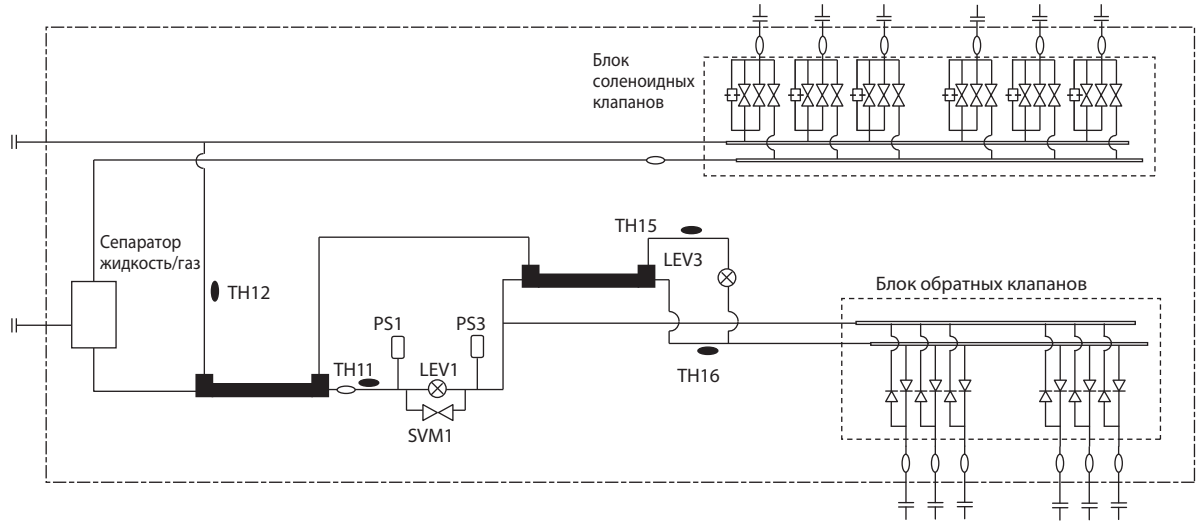 Блок
соленоидных
клапанов
Сепаратор
жидкость/газ
TH12
TH15
LEV3
Блок обратных клапанов
PS1
PS3
TH11
LEV1
TH16
SVM1